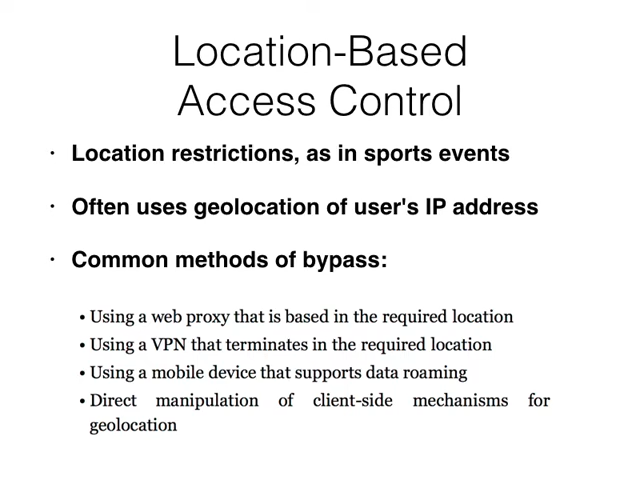 Location-Based
Access Control
· Location restrictions, as in sports events
· Often uses geolocation of user's IP address
· Common methods of bypass:
• Using a web proxy that is based in the required location
• Using a VPN that terminates in the required location
• Using a mobile device that supports data roaming
• Direct manipulation of client-side mechanisms for
geolocation